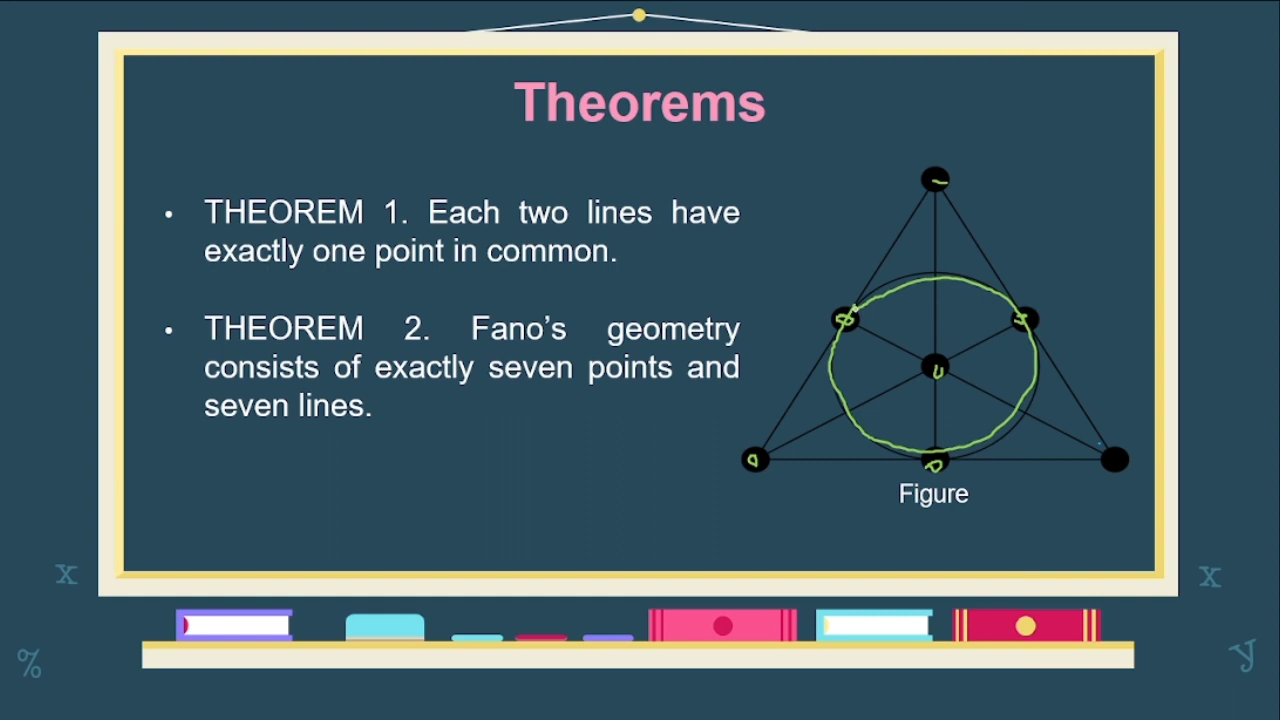 Theorems
• THEOREM 1. Each two lines have
exactly one point in common.
• THEOREM 2. Fano’s geometry
consists of exactly seven points and
seven lines.
Figure
x
x
%
y